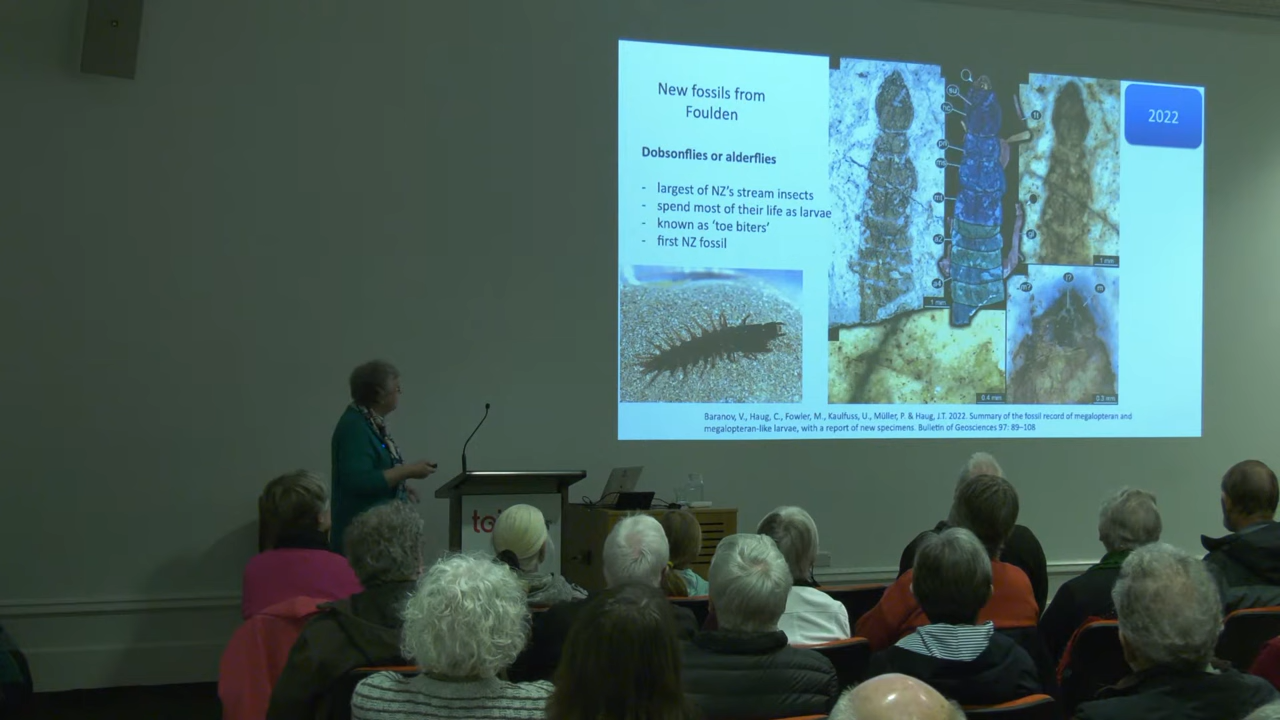 New fossils from
Foulden
2022
Dobsonflies or alderflies
- largest of NZ's stream insects
- spend most of their life as larvae
- known as 'toe biters'
- first NZ fossil
1 mm
1 mm
0.4 mm
0.2 mm
Baranov, V., Haug, C., Fowler, M., Kaulfuss, U., Müller, P. & Haug, J.T. 2022. Summary of the fossil record of megalopteran and
megalopteran-like larvae, with a report of new specimens. Bulletin of Geosciences 97: 89–108